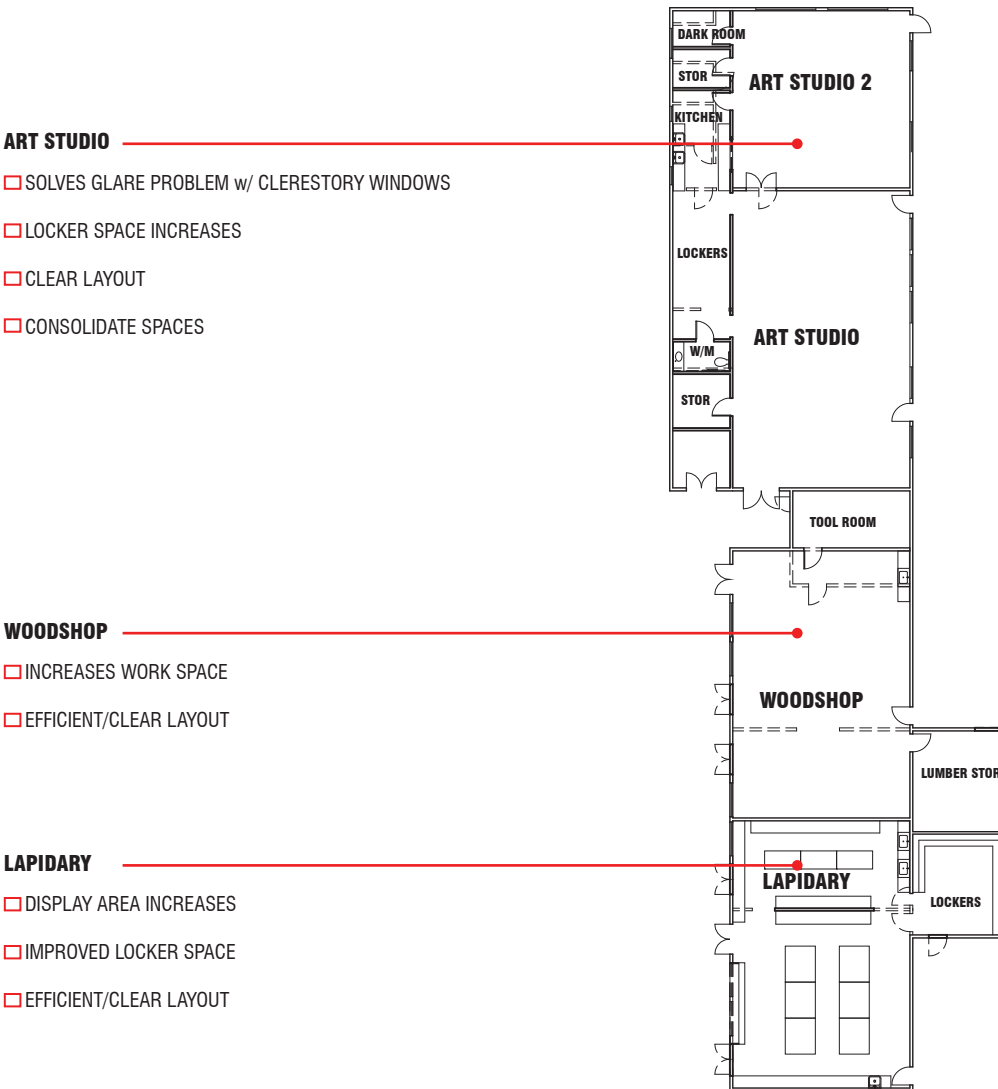 ART STUDIO
SOLVES GLARE PROBLEM w/ CLERESTORY WINDOWS
LOCKER SPACE INCREASES
CLEAR LAYOUT
CONSOLIDATE SPACES
WOODSHOP
INCREASES WORK SPACE
EFFICIENT/CLEAR LAYOUT
LAPIDARY
DISPLAY AREA INCREASES
IMPROVED LOCKER SPACE
EFFICIENT/CLEAR LAYOUT
DARK ROOM
STOR
ART STUDIO 2
KITCHEN
LOCKERS
ART STUDIO
W/M
STOR
TOOL ROOM
WOODSHOP
LUMBER STOR
LAPIDARY
LOCKERS